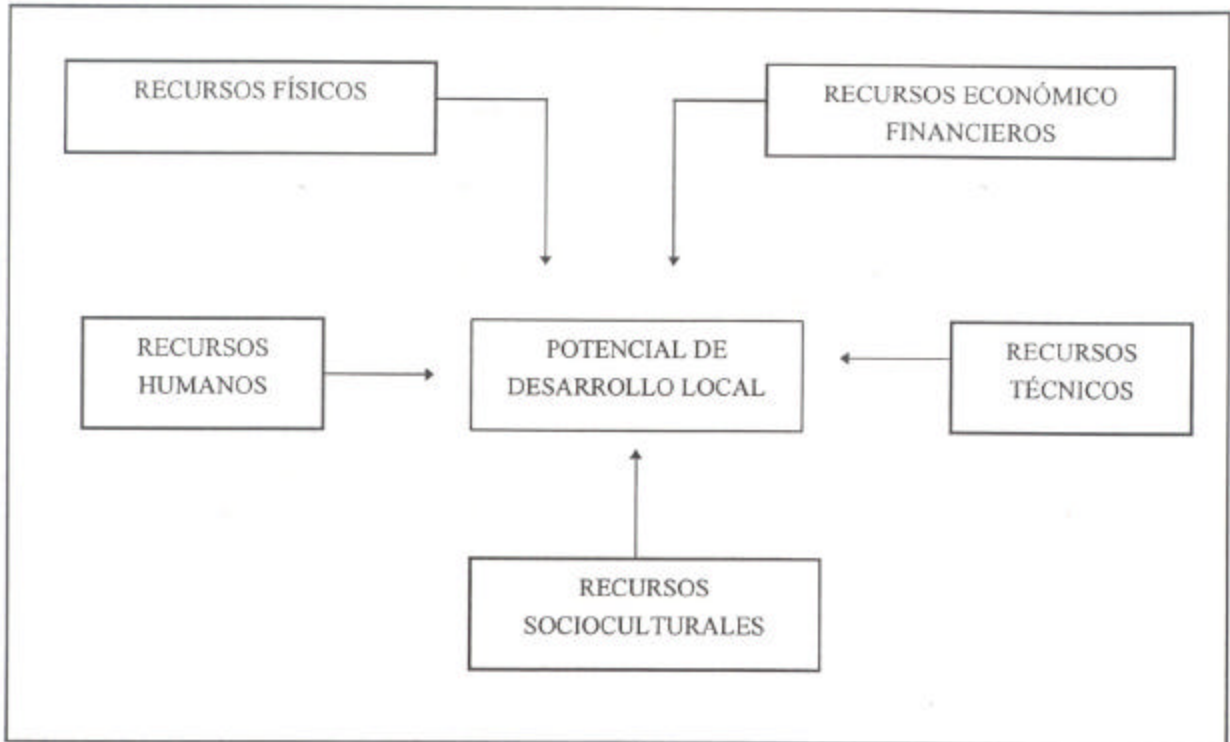 RECURSOS FÍSICOS
RECURSOS ECONÓMICO
FINANCIEROS
RECURSOS
HUMANOS
POTENCIAL DE
DESARROLLO LOCAL
RECURSOS
TÉCNICOS
RECURSOS
SOCIOCULTURALES